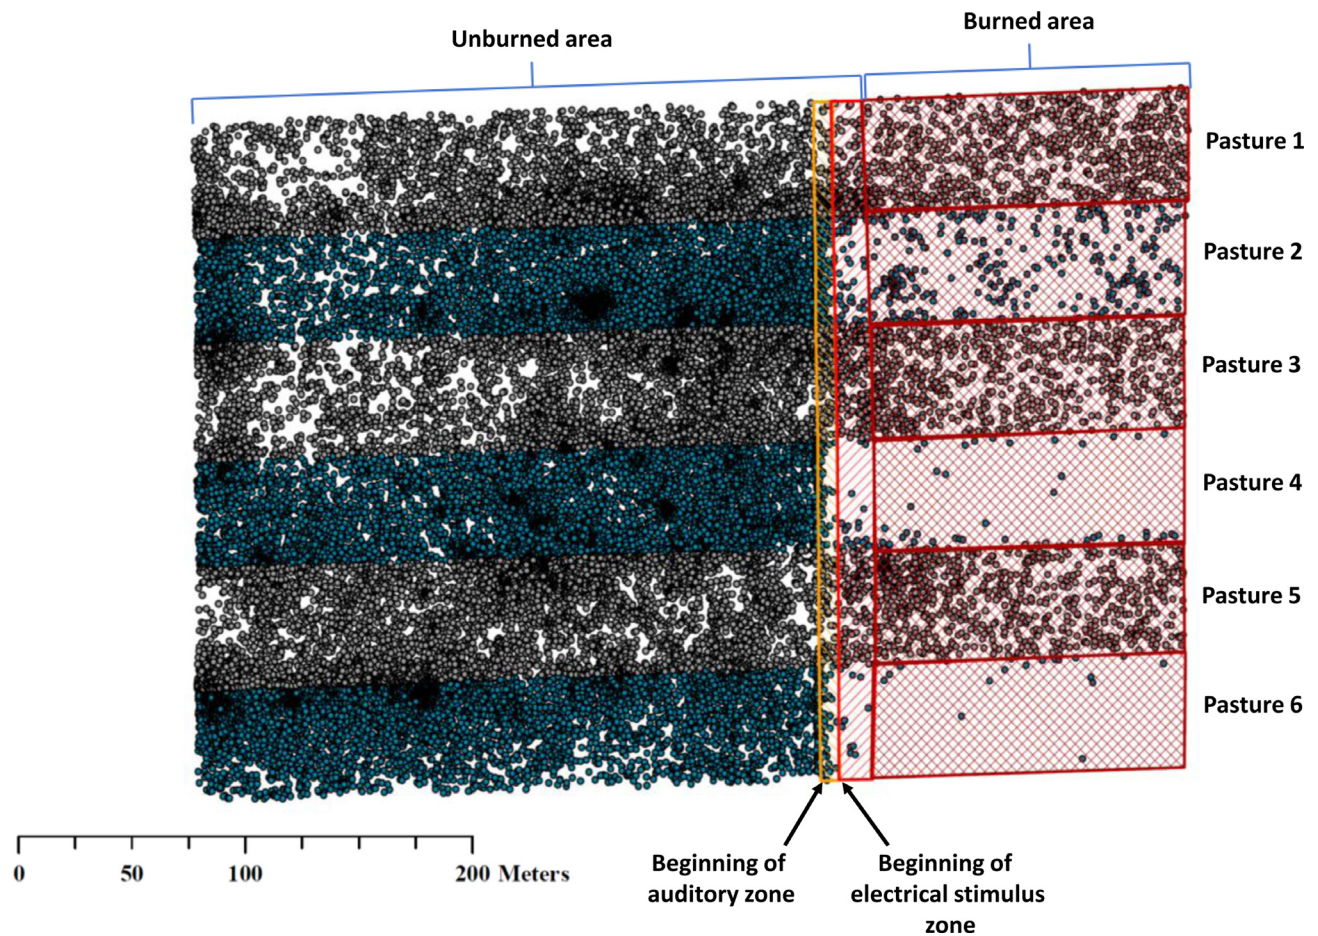 Unburned area
Burned area
Pasture 1
Pasture 2
Pasture 3
Pasture 4
Pasture 5
Pasture 6
0 50 100 200 Meters
Beginning of
auditory zone
Beginning of
electrical stimulus
zone